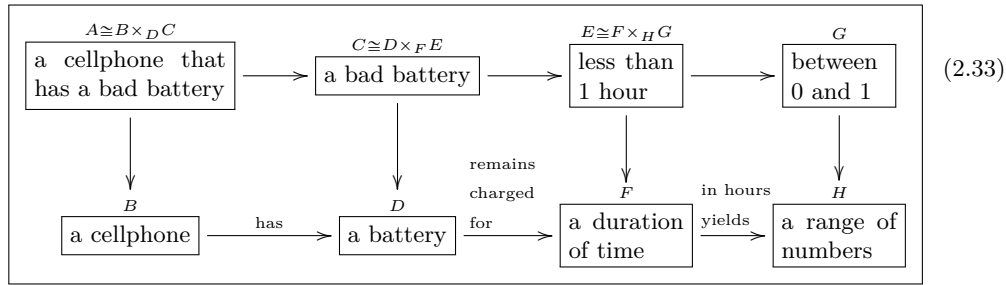 A≅B×_D C
C≅D×_F E
E≅F×_H G
G
a cellphone that
has a bad battery
a bad battery
less than
1 hour
between
0 and 1
(2.33)
B
D
remains
charged
for
F
in hours
yields
H
a cellphone
has
a battery
a duration
of time
a range of
numbers